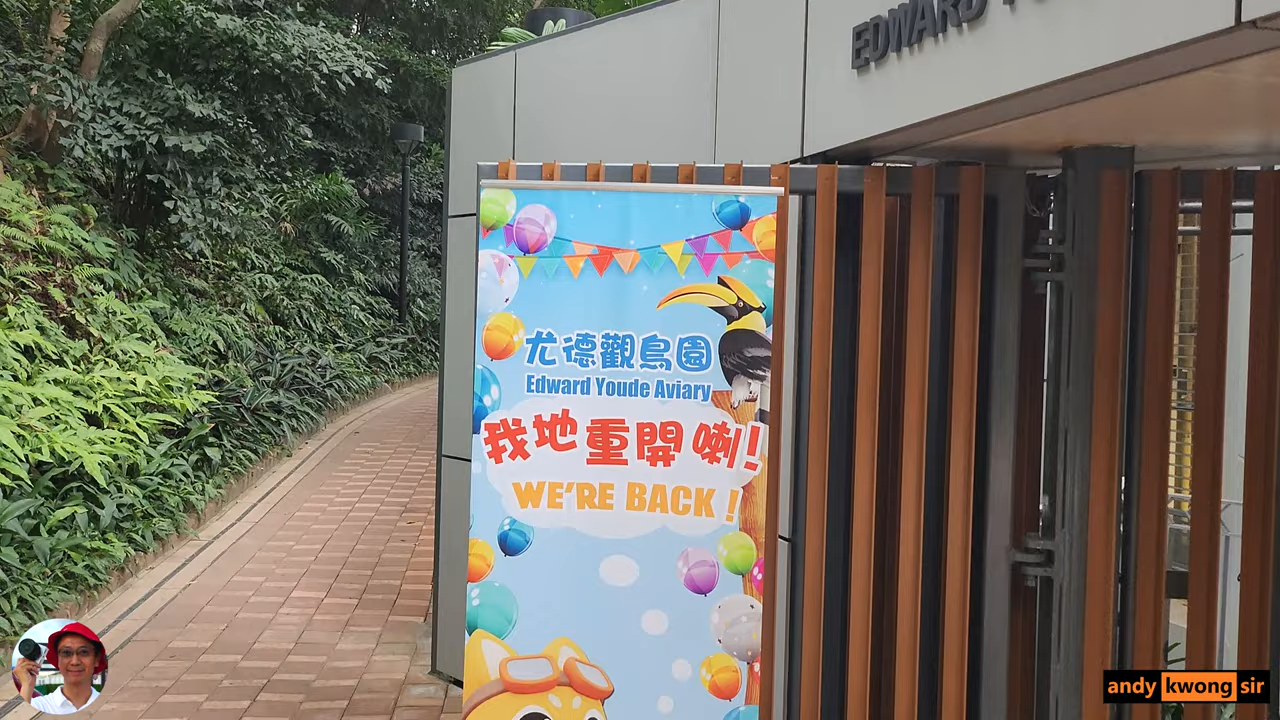 EDWARD
尤德觀鳥園
Edward Youde Aviary
我地重開喇!
WE'RE BACK !
andy kwong sir